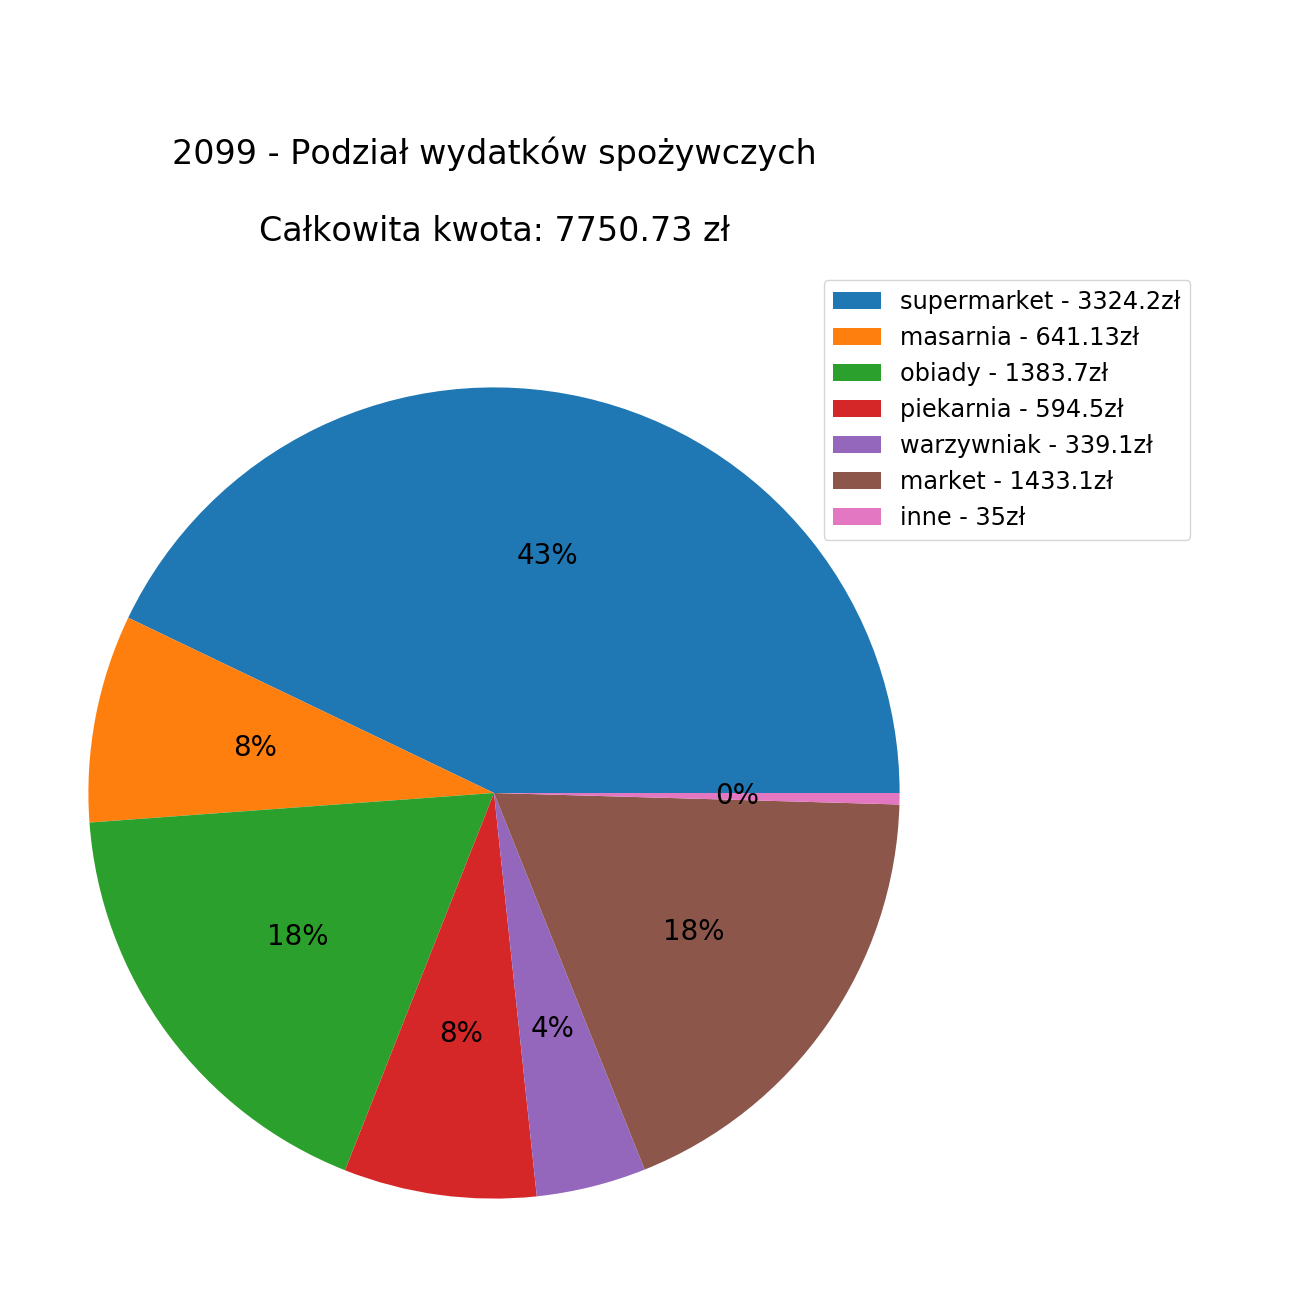 2099 - Podział wydatków spożywczych
Całkowita kwota: 7750.73 zł
supermarket - 3324.2zł
masarnia - 641.13zł
obiady - 1383.7zł
piekarnia - 594.5zł
warzywniak - 339.1zł
market - 1433.1zł
inne - 35zł
43%
8%
0%
18%
18%
8%
4%